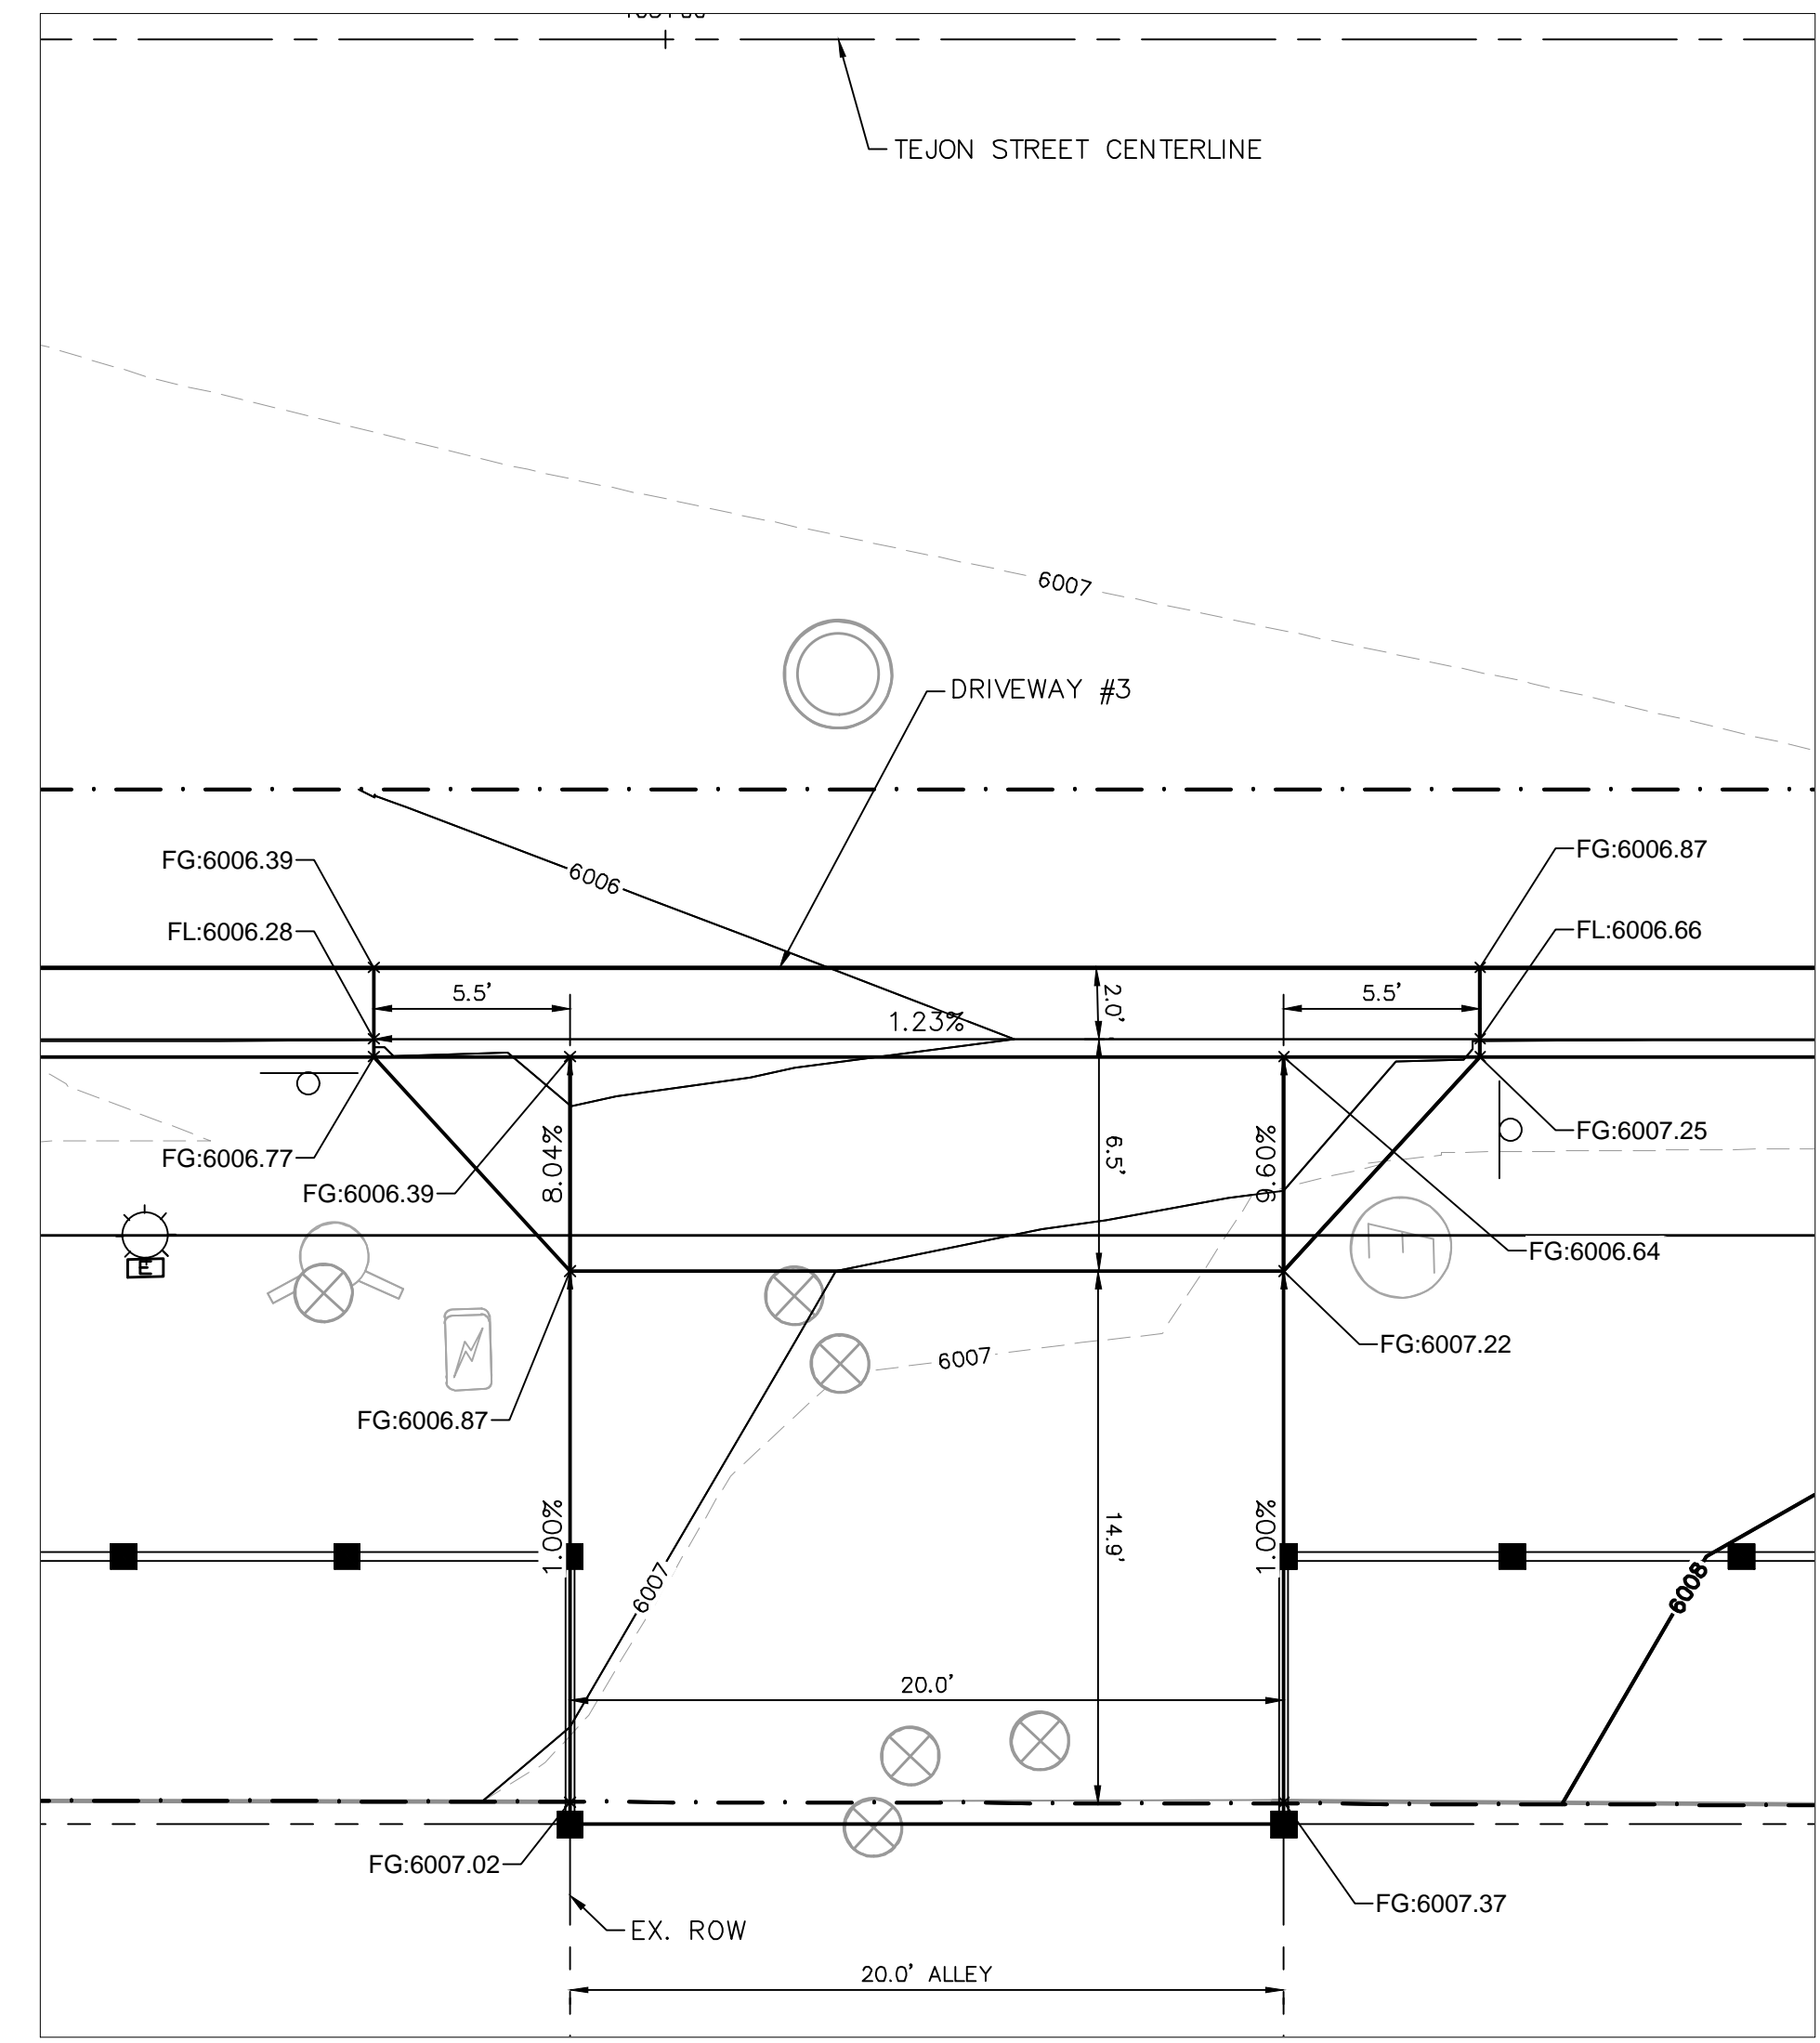 TEJON STREET CENTERLINE
6007
DRIVEWAY #3
FG:6006.39
6006
FG:6006.87
FL:6006.28
FL:6006.66
5.5'
2.0'
5.5'
1.23%
FG:6006.77
8.04%
6.5'
9.60%
FG:6007.25
FG:6006.39
E
FG:6006.64
FG:6007.22
6007
FG:6006.87
1.00%
14.9'
1.00%
6007
6008
20.0'
FG:6007.02
FG:6007.37
EX. ROW
20.0' ALLEY